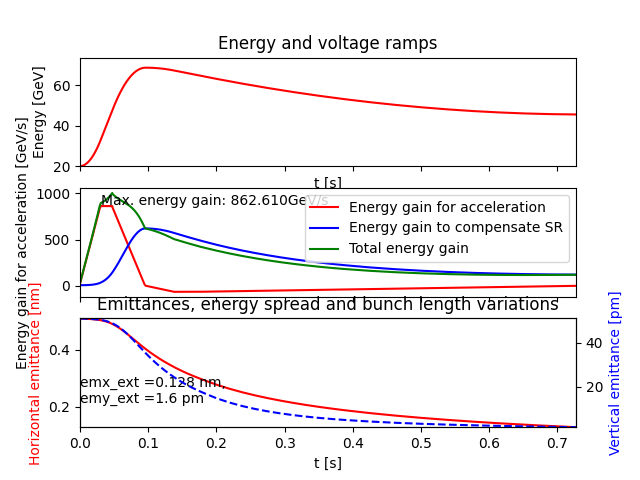 Energy and voltage ramps
Energy [GeV]
60
40
20
t [s]
Energy gain for acceleration [GeV/s]
1000
500
0
Max. energy gain: 862.610GeV/s
Energy gain for acceleration
Energy gain to compensate SR
Total energy gain
Emittances, energy spread and bunch length variations
Horizontal emittance [nm]
0.4
0.2
emx_ext =0.128 nm,
emy_ext =1.6 pm
40
20
Vertical emittance [pm]
0.0 0.1 0.2 0.3 0.4 0.5 0.6 0.7
t [s]